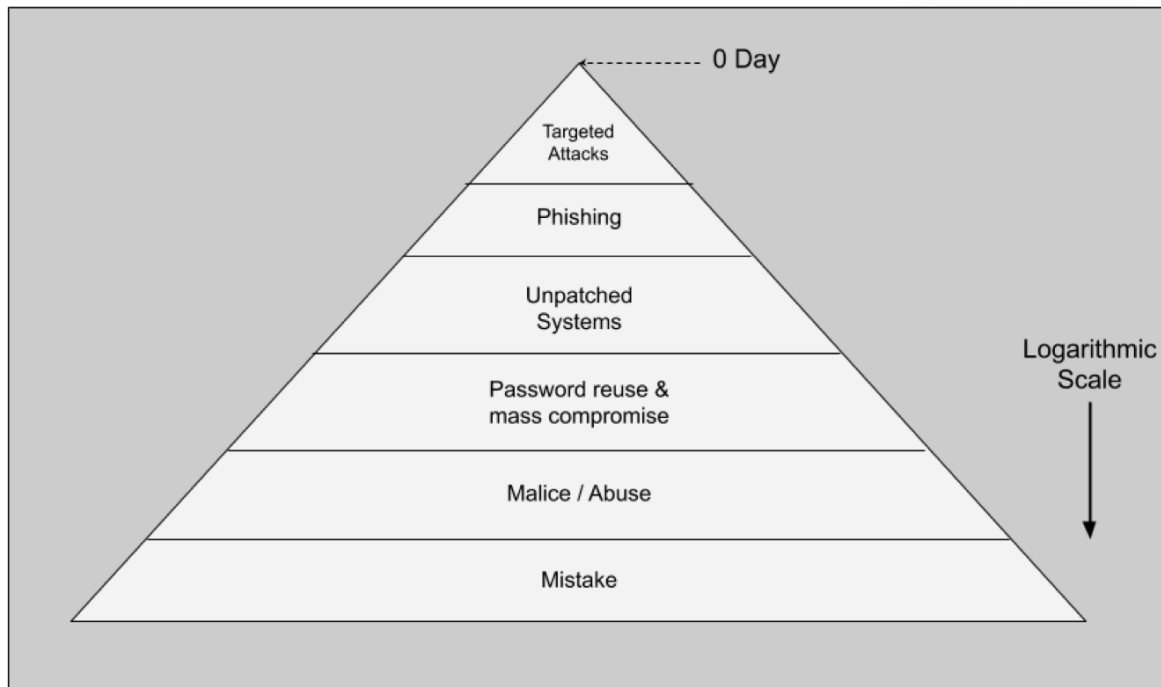 0 Day
Targeted
Attacks
Phishing
Unpatched
Systems
Logarithmic
Scale
Password reuse &
mass compromise
Malice / Abuse
Mistake